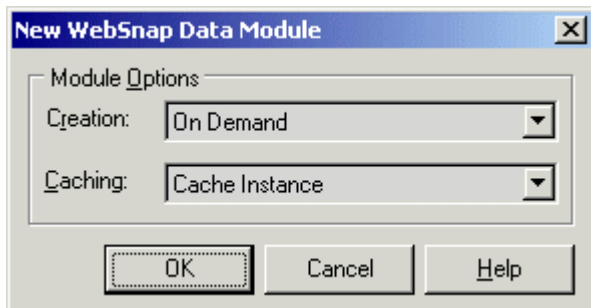 New WebSnap Data Module
Module Options
Creation: On Demand
Caching: Cache Instance
OK Cancel Help